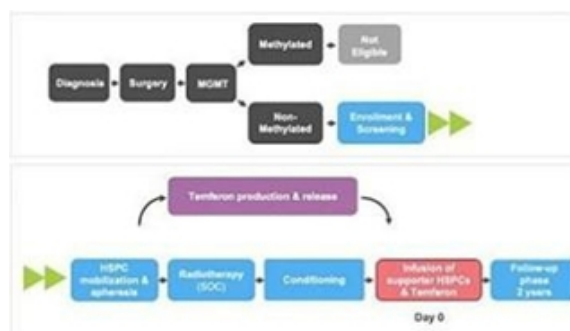 Methylated
Not
Eligible
Diagnosis
Surgery
MGMT
Non-
Methylated
Enrollment &
Screening
Temferon production & release
HSPC
mobilization &
apheresis
Radiotherapy
(SOC)
Conditioning
Infusion of
supporter HSPCs
& Temferon
Follow-up
phase
2 years
Day 0